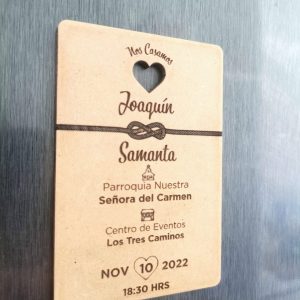 Nos Casamos
Joaquín
Samanta
Parroquia Nuestra
Señora del Carmen
Centro de Eventos
Los Tres Caminos
NOV 10 2022
18:30 HRS